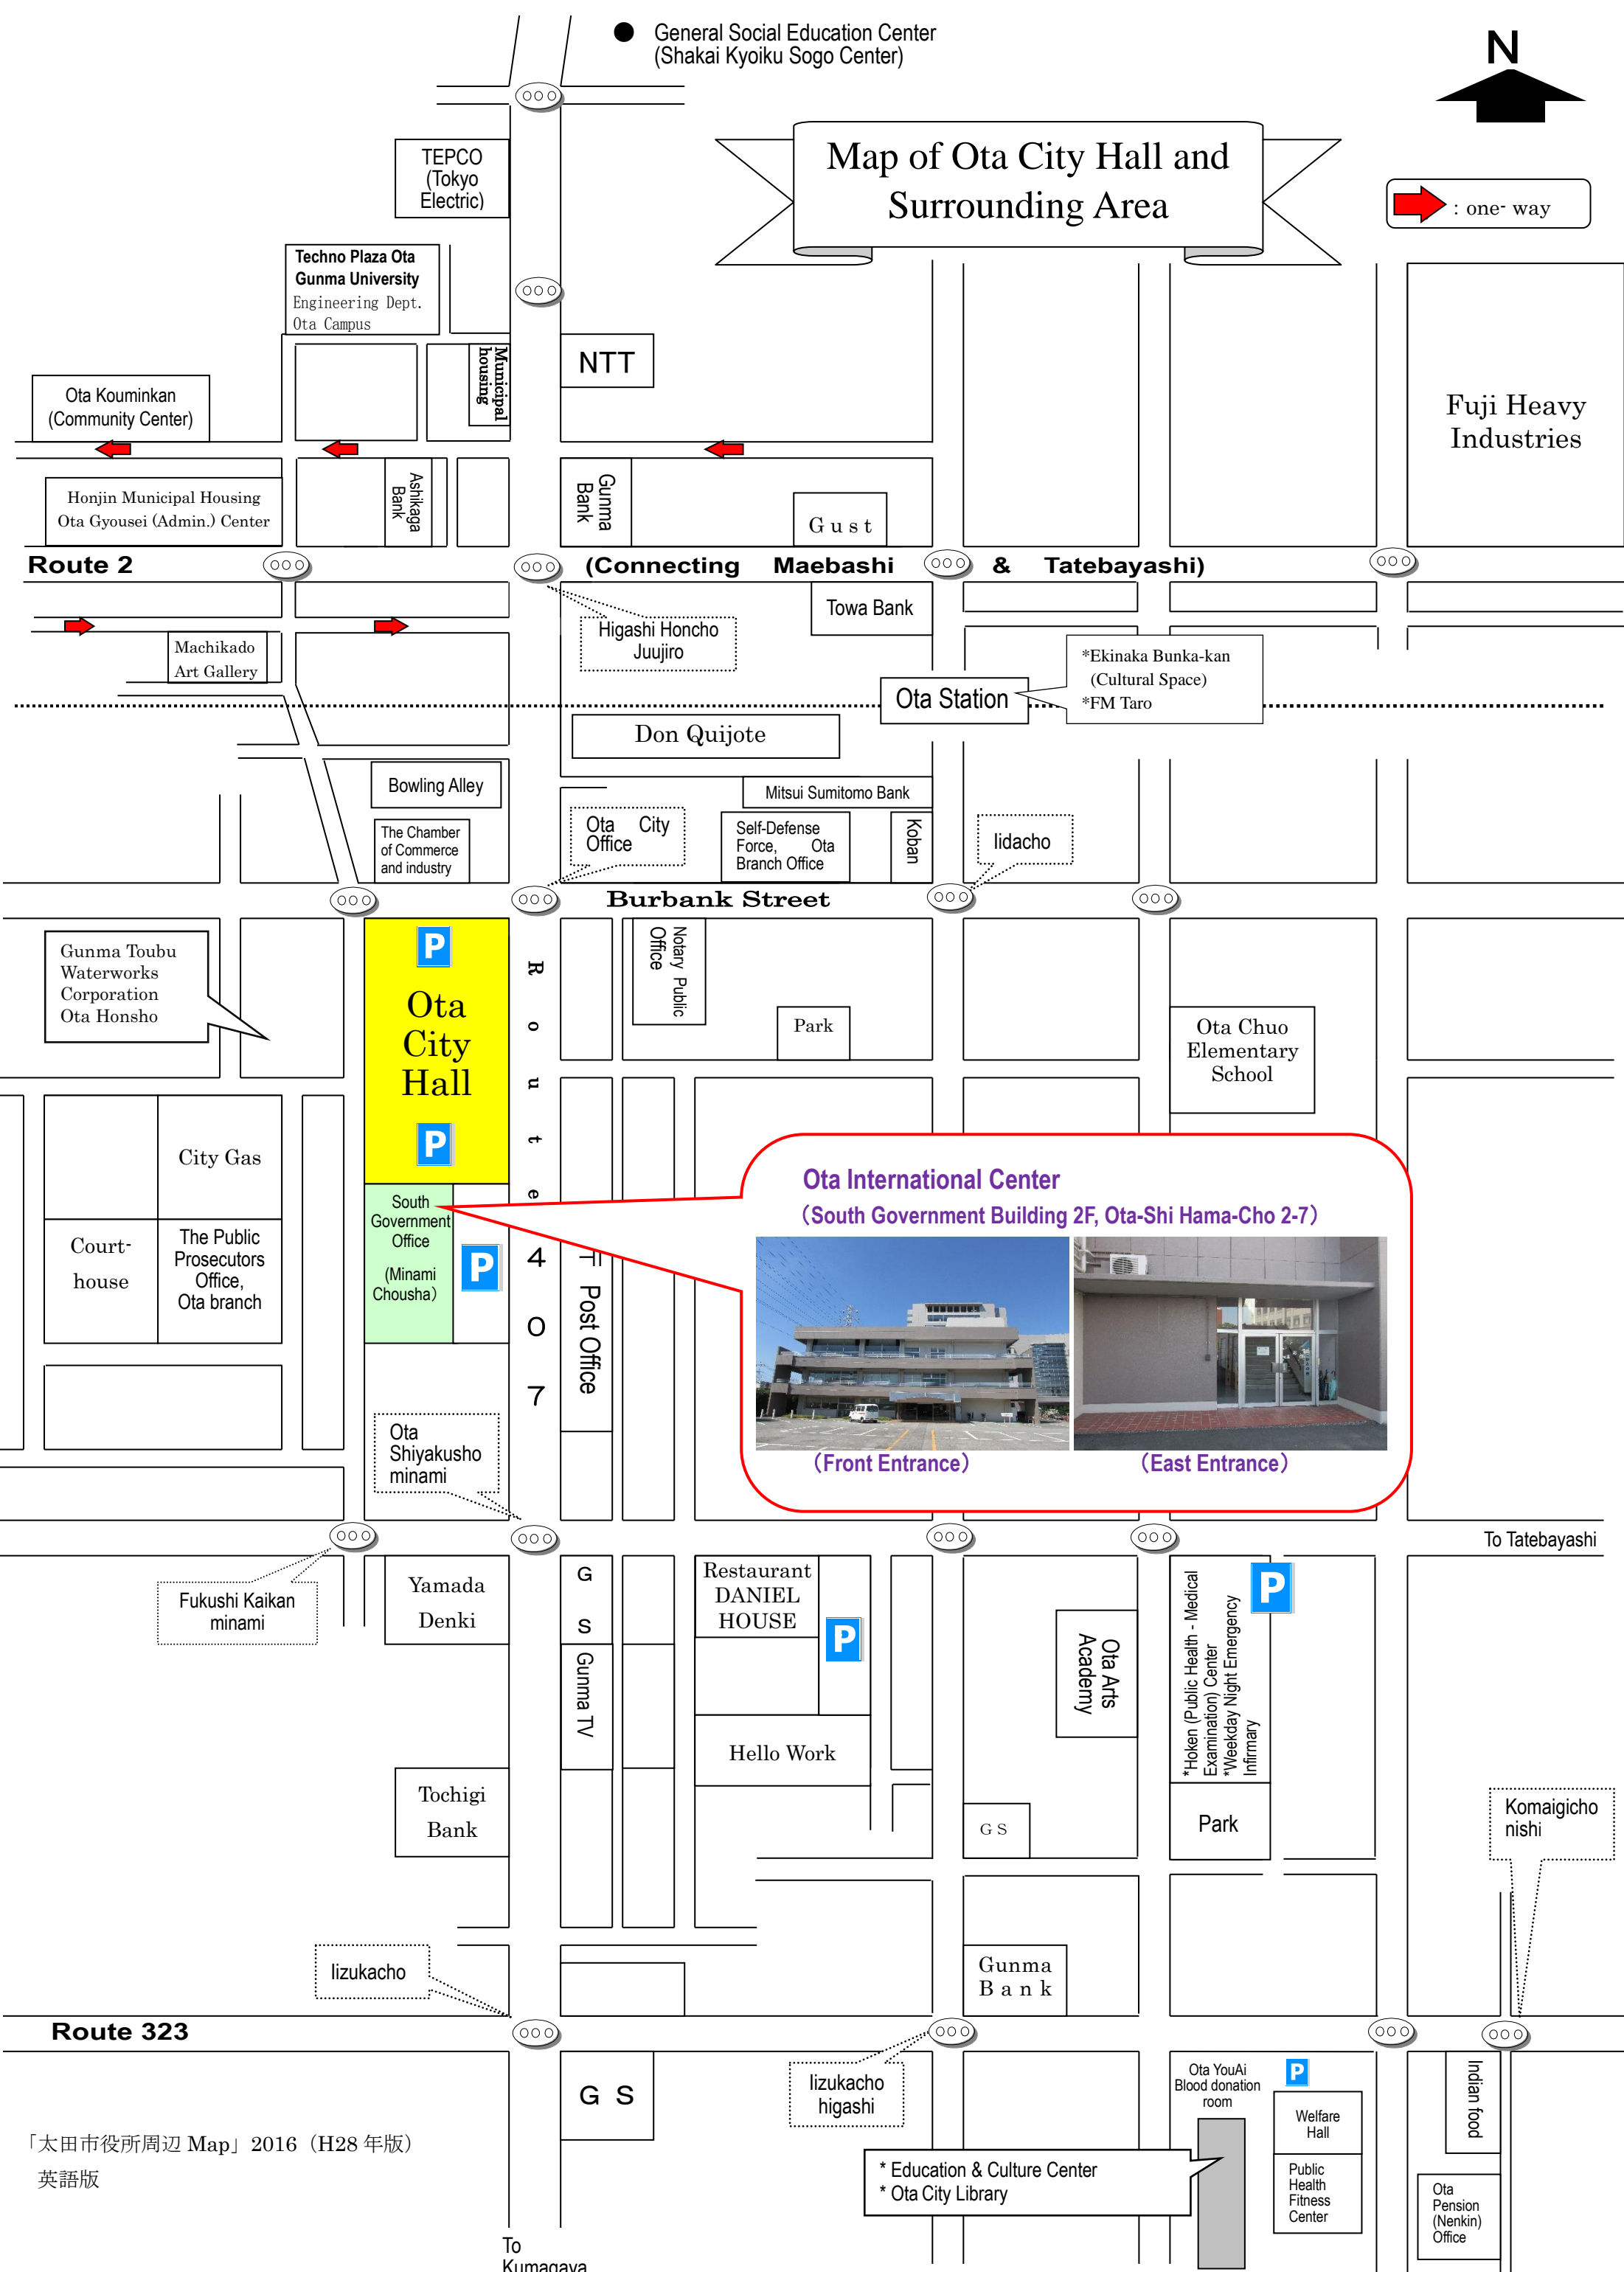 General Social Education Center
(Shakai Kyoiku Sogo Center)
N
TEPCO
(Tokyo
Electric)
Map of Ota City Hall and
Surrounding Area
: one- way
Techno Plaza Ota
Gunma University
Engineering Dept.
Ota Campus
Municipal
housing
NTT
Ota Kouminkan
(Community Center)
Fuji Heavy
Industries
Honjin Municipal Housing
Ota Gyousei (Admin.) Center
Ashikaga
Bank
Gunma
Bank
Gust
Route 2
(Connecting Maebashi & Tatebayashi)
Towa Bank
Higashi Honcho
Juujiro
Machikado
Art Gallery
*Ekinaka Bunka-kan
(Cultural Space)
*FM Taro
Ota Station
Don Quijote
Bowling Alley
Mitsui Sumitomo Bank
The Chamber
of Commerce
and industry
Ota City
Office
Self-Defense
Force, Ota
Branch Office
Koban
Iidacho
Burbank Street
P
Ota
City
Hall
P
Route 407
Notary Public
Office
Gunma Toubu
Waterworks
Corporation
Ota Honsho
Park
Ota Chuo
Elementary
School
City Gas
Court-
house
The Public
Prosecutors
Office,
Ota branch
South
Government
Office
(Minami
Chousha）
P
〒 Post Office
Ota International Center
（South Government Building 2F, Ota-Shi Hama-Cho 2-7）
（Front Entrance）
（East Entrance）
Ota
Shiyakusho
minami
To Tatebayashi
Fukushi Kaikan
minami
Yamada
Denki
G S
Gunma TV
Restaurant
DANIEL
HOUSE
P
Hello Work
Ota Arts
Academy
*Hoken (Public Health - Medical
Examination) Center
*Weekday Night Emergency
Infirmary
P
Park
Tochigi
Bank
G S
Komaigicho
nishi
Iizukacho
Gunma
Bank
Route 323
G S
Iizukacho
higashi
Ota YouAi
Blood donation
room
P
Welfare
Hall
Public
Health
Fitness
Center
Indian food
Ota
Pension
(Nenkin)
Office
* Education & Culture Center
* Ota City Library
「太田市役所周辺 Map」2016（H28 年版）
英語版
To
Kumagaya